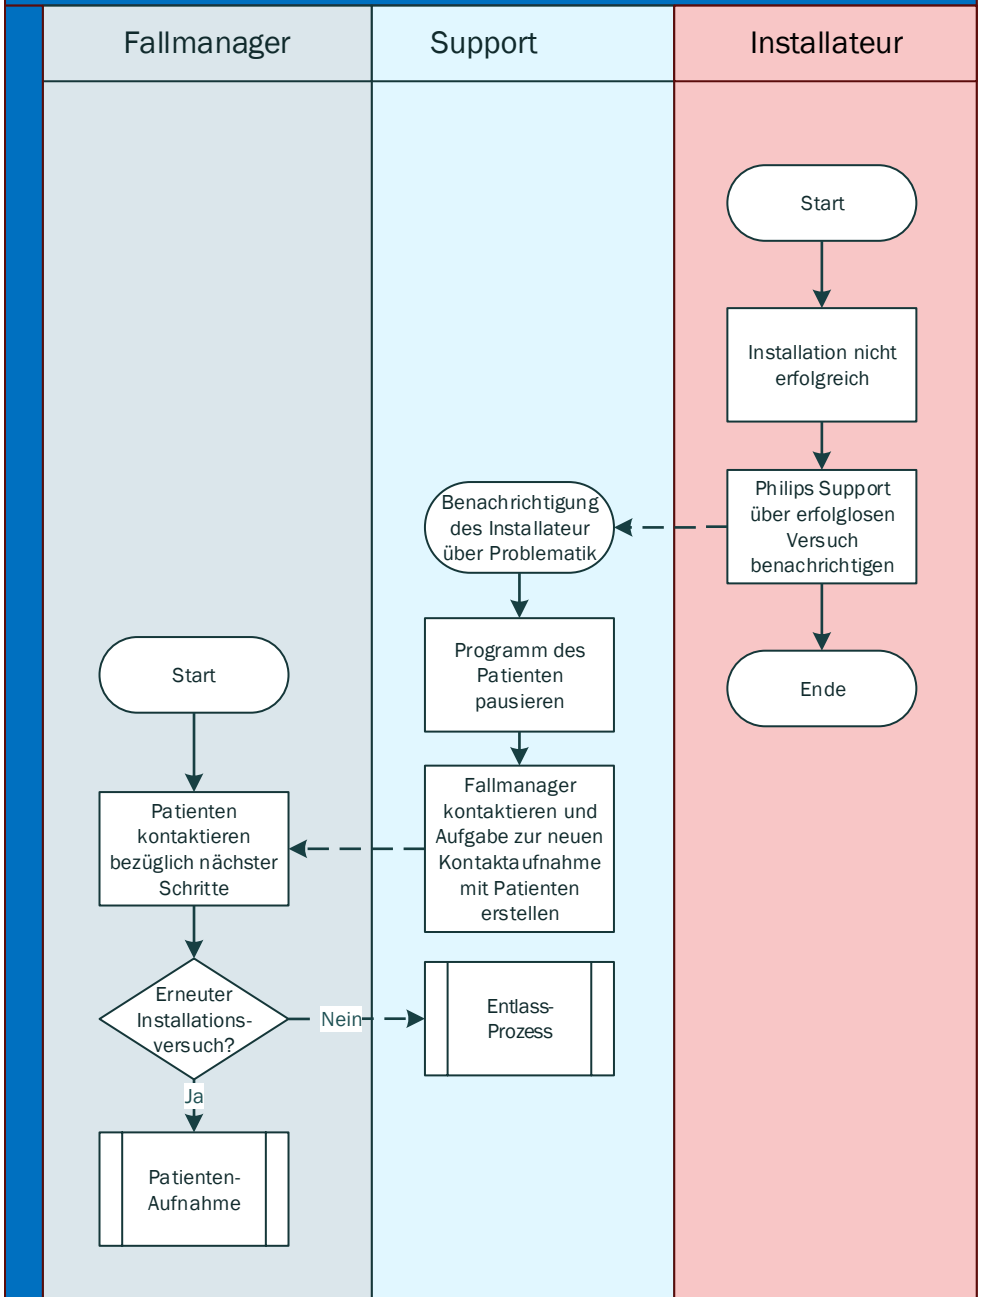 Fallmanager
Support
Installateur
Start
Installation nicht
erfolgreich
Philips Support
über erfolglosen
Versuch
benachrichtigen
Ende
Benachrichtigung
des Installateur
über Problematik
Programm des
Patienten
pausieren
Fallmanager
kontaktieren und
Aufgabe zur neuen
Kontaktaufnahme
mit Patienten
erstellen
Start
Patienten
kontaktieren
bezüglich nächster
Schritte
Erneuter
Installations-
versuch?
Nein
Entlass-
Prozess
Ja
Patienten-
Aufnahme